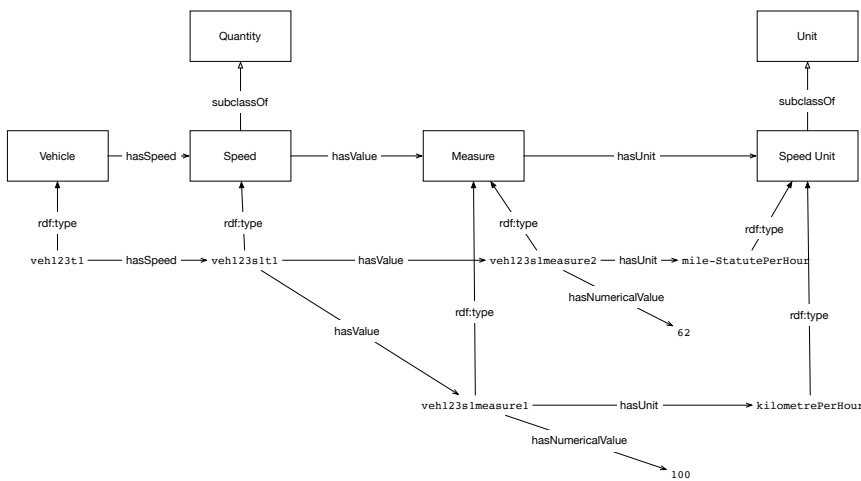 Quantity
Unit
subclassOf
subclassOf
Vehicle
hasSpeed
Speed
hasValue
Measure
hasUnit
Speed Unit
rdf:type
rdf:type
rdf:type
rdf:type
veh123t1
hasSpeed
veh123s1t1
hasValue
veh123s1measure2
hasUnit
mile-StatutePerHour
hasNumericalValue
rdf:type
rdf:type
hasValue
62
veh123s1measure1
hasUnit
kilometrePerHour
hasNumericalValue
100